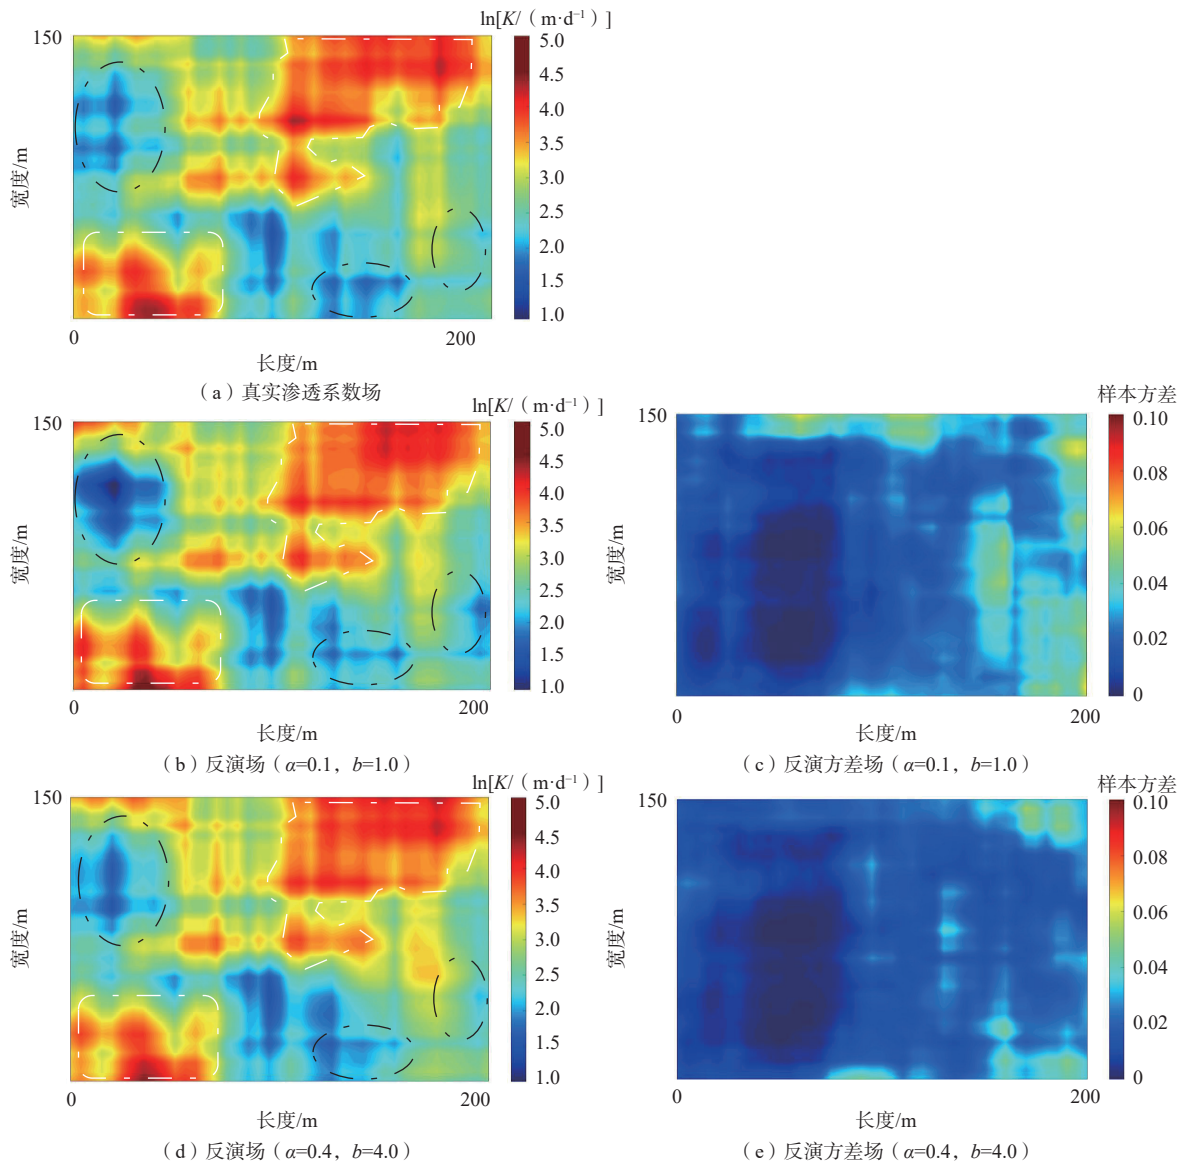 ln[K/（m·d⁻¹）]
150
5.0
4.5
4.0
3.5
3.0
2.5
2.0
1.5
1.0
宽度/m
0
200
长度/m
（a）真实渗透系数场
ln[K/（m·d⁻¹）]
150
5.0
4.5
4.0
3.5
3.0
2.5
2.0
1.5
1.0
宽度/m
0
200
长度/m
（b）反演场（α=0.1，b=1.0）
样本方差
150
0.10
0.08
0.06
0.04
0.02
0
宽度/m
0
200
长度/m
（c）反演方差场（α=0.1，b=1.0）
ln[K/（m·d⁻¹）]
150
5.0
4.5
4.0
3.5
3.0
2.5
2.0
1.5
1.0
宽度/m
0
200
长度/m
（d）反演场（α=0.4，b=4.0）
样本方差
150
0.10
0.08
0.06
0.04
0.02
0
宽度/m
0
200
长度/m
（e）反演方差场（α=0.4，b=4.0）